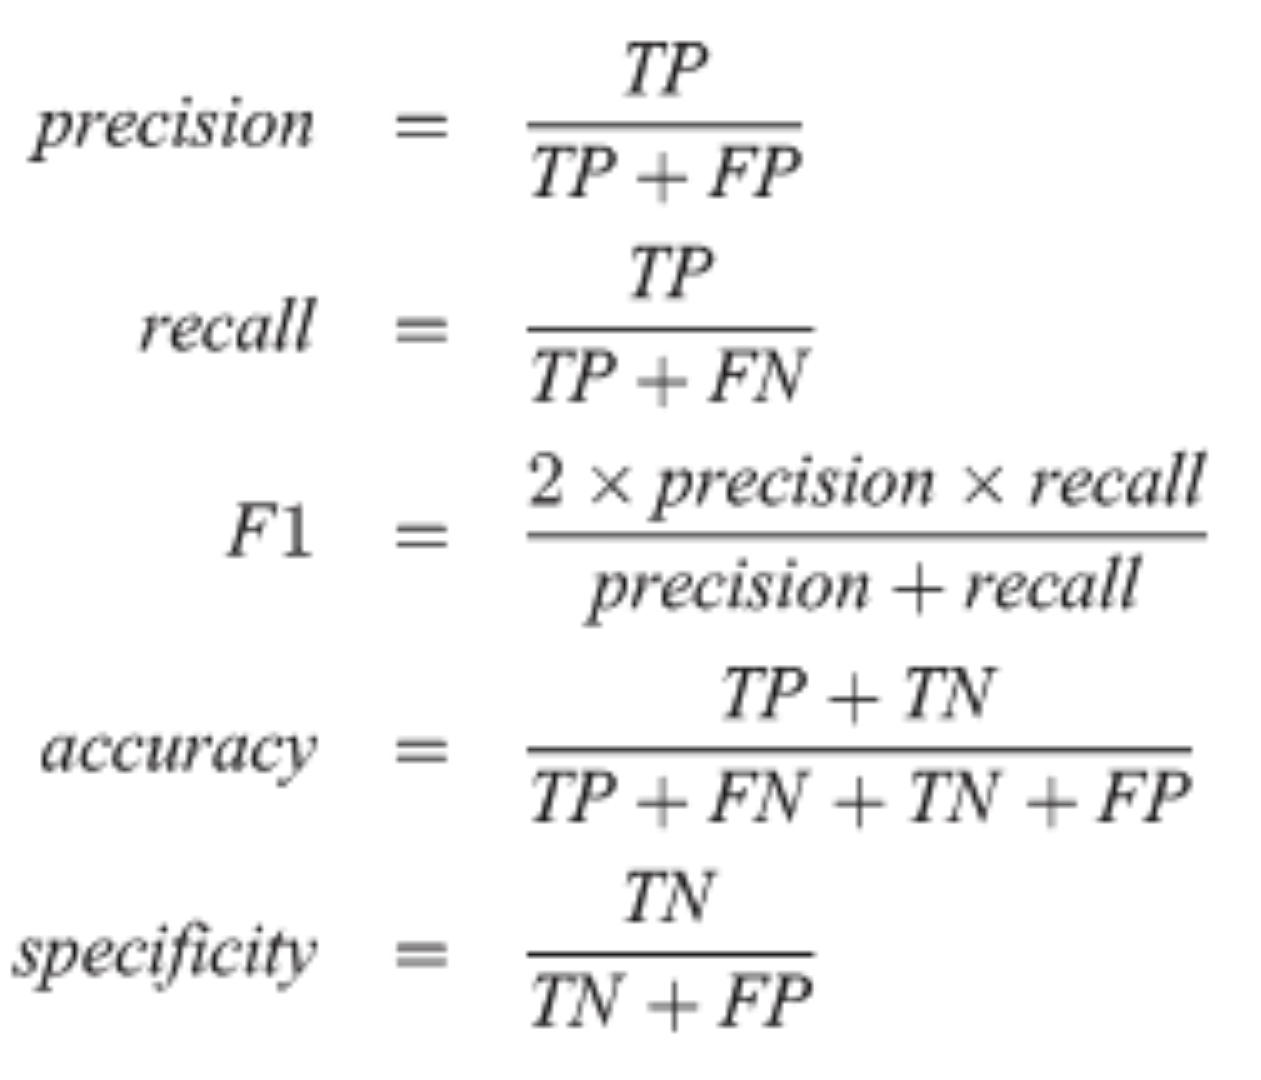 precision = TP / TP + FP
recall = TP / TP + FN
F1 = 2 × precision × recall / precision + recall
accuracy = TP + TN / TP + FN + TN + FP
specificity = TN / TN + FP